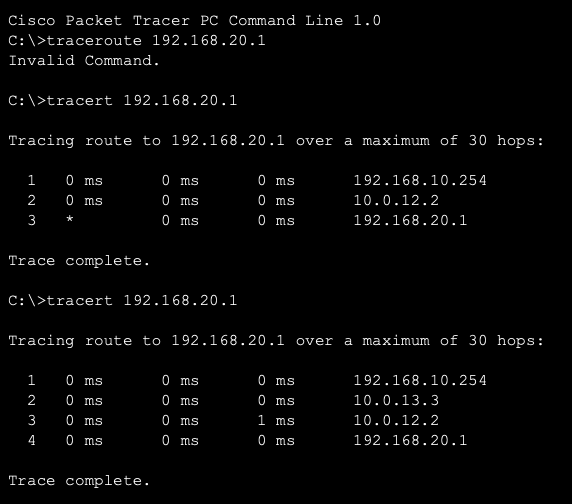 Cisco Packet Tracer PC Command Line 1.0
C:\>traceroute 192.168.20.1
Invalid Command.
C:\>tracert 192.168.20.1
Tracing route to 192.168.20.1 over a maximum of 30 hops:
1 0 ms 0 ms 0 ms 192.168.10.254
2 0 ms 0 ms 0 ms 10.0.12.2
3 * 0 ms 0 ms 192.168.20.1
Trace complete.
C:\>tracert 192.168.20.1
Tracing route to 192.168.20.1 over a maximum of 30 hops:
1 0 ms 0 ms 0 ms 192.168.10.254
2 0 ms 0 ms 0 ms 10.0.13.3
3 0 ms 0 ms 1 ms 10.0.12.2
4 0 ms 0 ms 0 ms 192.168.20.1
Trace complete.